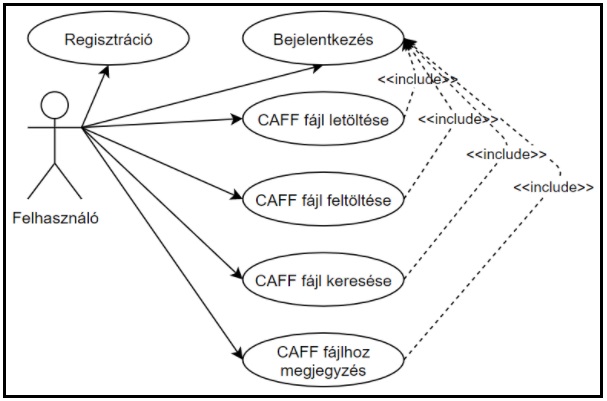 Regisztráció
Bejelentkezés
<<include>>
CAFF fájl letöltése
<<include>>
<<include>>
<<include>>
CAFF fájl feltöltése
Felhasználó
CAFF fájl keresése
CAFF fájlhoz
megjegyzés